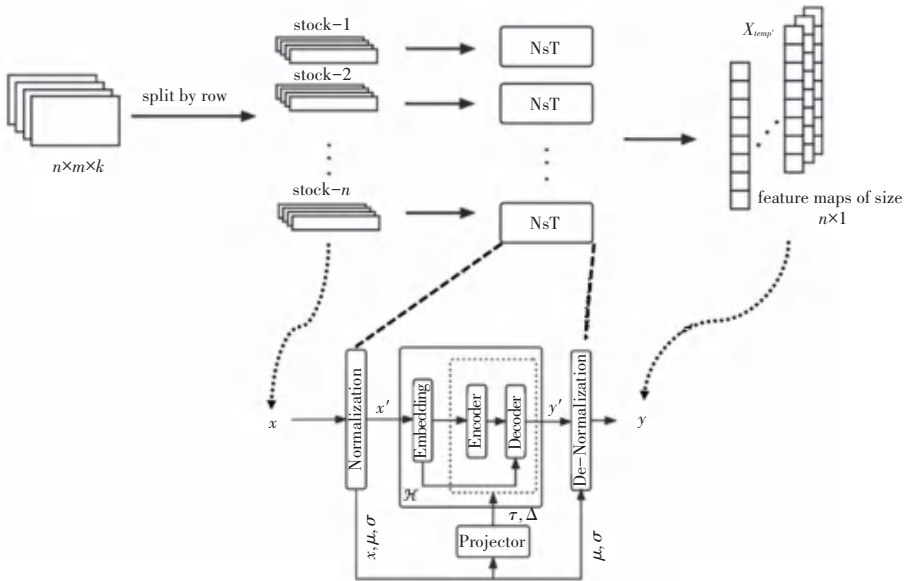 stock-1
NsT
X_temp'
stock-2
NsT
split by row
n×m×k
stock-n
NsT
feature maps of size
n×1
x
Normalization
x'
Embedding
Encoder
Decoder
y'
De-Normalization
y
ℋ
τ, Δ
x, μ, σ
Projector
μ, σ